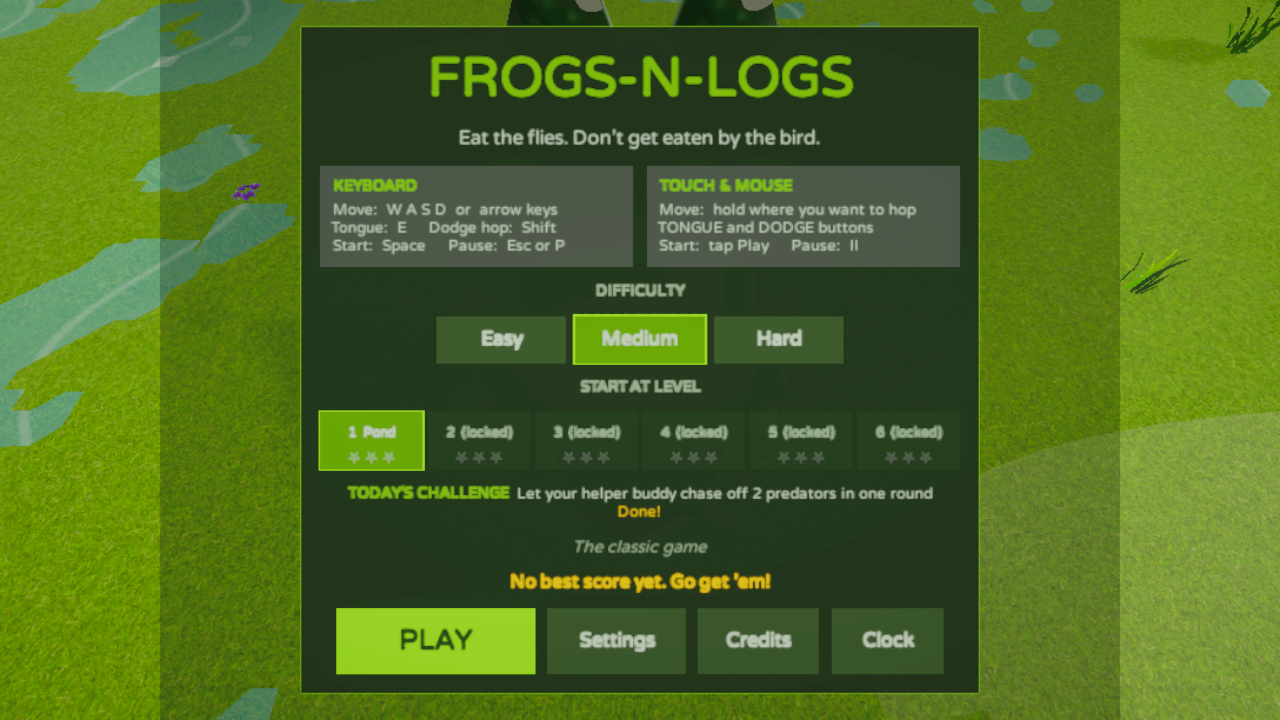 FROGS-N-LOGS
Eat the flies. Don't get eaten by the bird.
KEYBOARD
Move: W A S D or arrow keys
Tongue: E Dodge hop: Shift
Start: Space Pause: Esc or P
TOUCH & MOUSE
Move: hold where you want to hop
TONGUE and DODGE buttons
Start: tap Play Pause: II
DIFFICULTY
Easy Medium Hard
START AT LEVEL
1 Pond 2 (locked) 3 (locked) 4 (locked) 5 (locked) 6 (locked)
★★★ ★★★ ★★★ ★★★ ★★★ ★★★
TODAY'S CHALLENGE Let your helper buddy chase off 2 predators in one round
Done!
The classic game
No best score yet. Go get 'em!
PLAY Settings Credits Clock